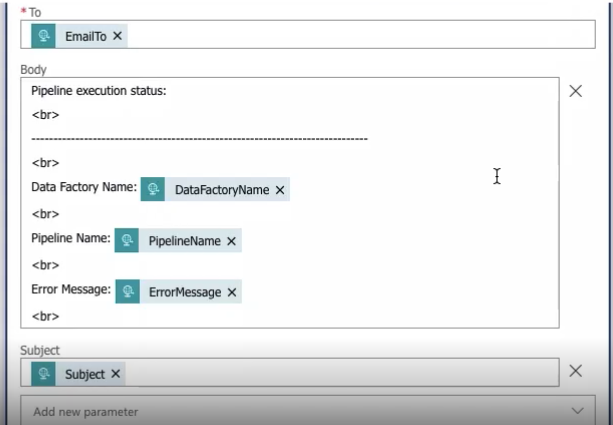 * To
EmailTo ×
Body
Pipeline execution status:
<br>
----------------------------------------------------------------------------
<br>
Data Factory Name: DataFactoryName ×
<br>
Pipeline Name: PipelineName ×
<br>
Error Message: ErrorMessage ×
<br>
Subject
Subject ×
Add new parameter